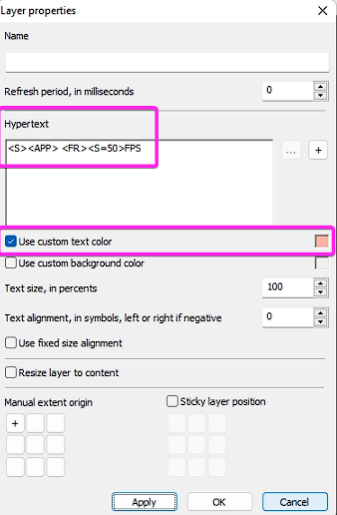 Layer properties
Name
Refresh period, in milliseconds
0
Hypertext
<S><APP> <FR><S=50>FPS
...
+
Use custom text color
Use custom background color
Text size, in percents
100
Text alignment, in symbols, left or right if negative
0
Use fixed size alignment
Resize layer to content
Manual extent origin
Sticky layer position
+
Apply
OK
Cancel